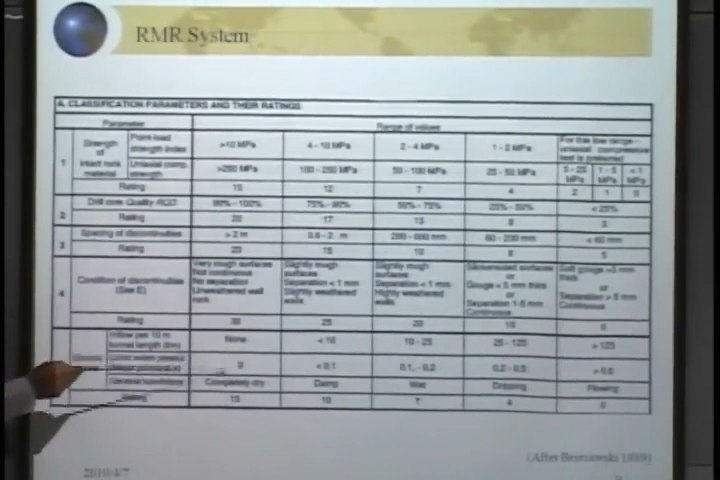 RMR System
A. CLASSIFICATION PARAMETERS AND THEIR RATINGS
Parameter Range of values
1 Strength of intact rock material Point-load strength index >10 MPa 4 - 10 MPa 2 - 4 MPa 1 - 2 MPa For this low range - uniaxial compressive test is preferred
Uniaxial comp. strength >250 MPa 100 - 250 MPa 50 - 100 MPa 25 - 50 MPa 5 - 25 MPa 1 - 5 MPa < 1 MPa
Rating 15 12 7 4 2 1 0
2 Drill core Quality RQD 90% - 100% 75% - 90% 50% - 75% 25% - 50% < 25%
Rating 20 17 13 8 3
3 Spacing of discontinuities > 2 m 0.6 - 2 m 200 - 600 mm 60 - 200 mm < 60 mm
Rating 20 15 10 8 5
4 Condition of discontinuities (See E) Very rough surfaces Not continuous No separation Unweathered wall rock Slightly rough surfaces Separation < 1 mm Slightly weathered walls Slightly rough surfaces Separation < 1 mm Highly weathered walls Slickensided surfaces or Gouge < 5 mm thick or Separation 1-5 mm Continuous Soft gouge >5 mm thick or Separation > 5 mm Continuous
Rating 30 25 20 10 0
Inflow per 10 m tunnel length (l/m) None < 10 10 - 25 25 - 125 > 125
0 < 0.1 0.1, - 0.2 0.2 - 0.5 > 0.5
General conditions Completely dry Damp Wet Dripping Flowing
Rating 15 10 7 4 0
(After Bieniawski 1989)
2010/4/7